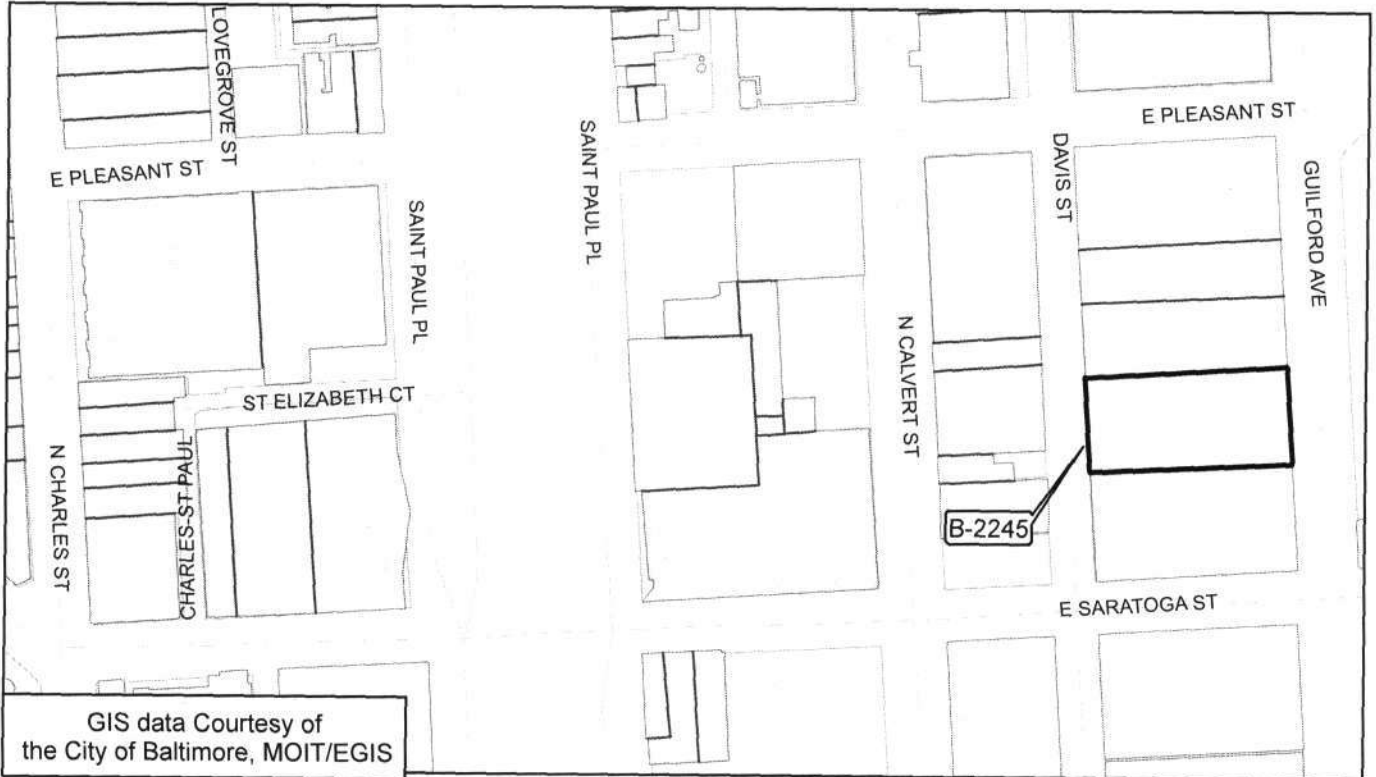 LOVEGROVE ST
E PLEASANT ST
E PLEASANT ST
SAINT PAUL PL
SAINT PAUL PL
DAVIS ST
GUILFORD AVE
N CALVERT ST
ST ELIZABETH CT
N CHARLES ST
CHARLES-ST PAUL
B-2245
E SARATOGA ST
GIS data Courtesy of
the City of Baltimore, MOIT/EGIS